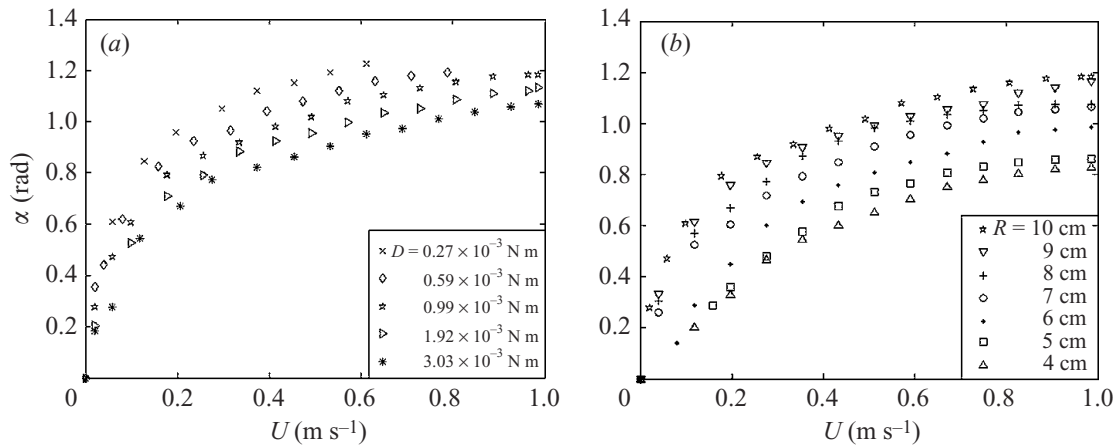 (a)
1.4
1.2
1.0
0.8
0.6
0.4
0.2
α (rad)
D = 0.27 × 10⁻³ N m
0.59 × 10⁻³ N m
0.99 × 10⁻³ N m
1.92 × 10⁻³ N m
3.03 × 10⁻³ N m
0 0.2 0.4 0.6 0.8 1.0
U (m s⁻¹)
(b)
1.4
1.2
1.0
0.8
0.6
0.4
0.2
R = 10 cm
9 cm
8 cm
7 cm
6 cm
5 cm
4 cm
0 0.2 0.4 0.6 0.8 1.0
U (m s⁻¹)